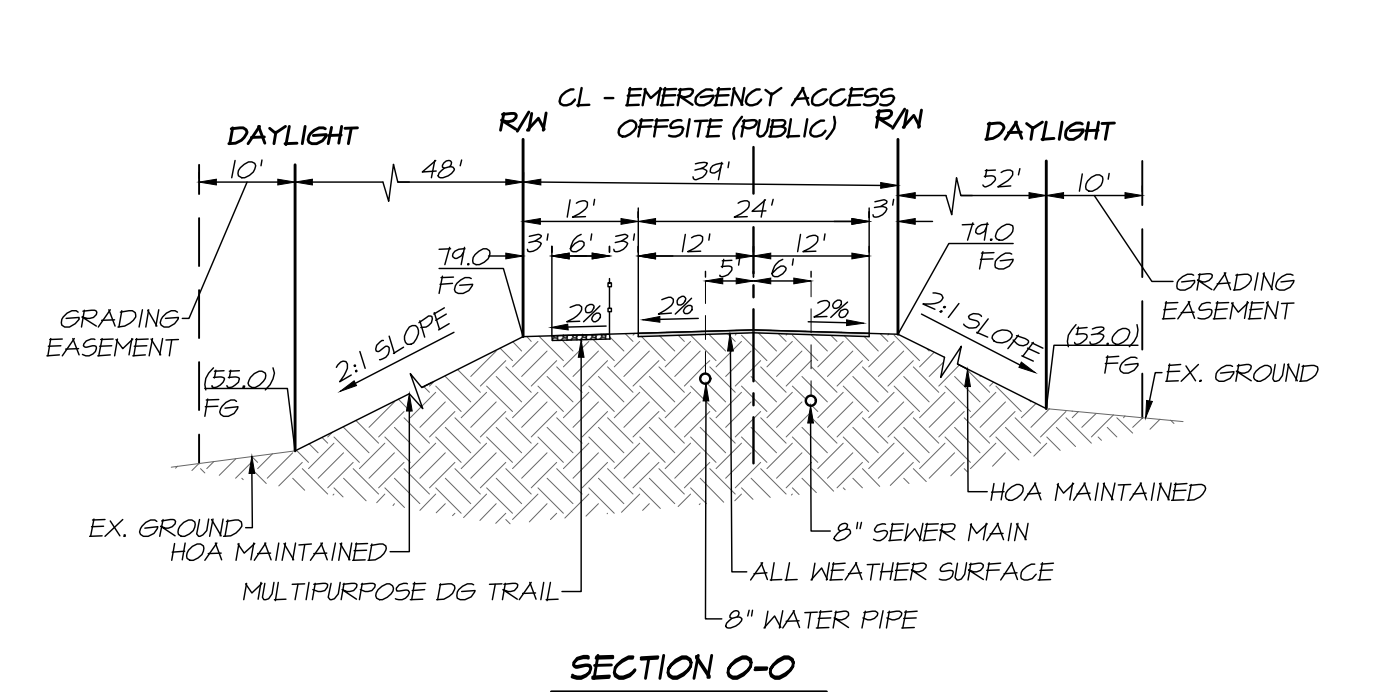 CL - EMERGENCY ACCESS
OFFSITE (PUBLIC)
DAYLIGHT
R/W
R/W
DAYLIGHT
10'
48'
39'
52'
10'
12'
24'
3'
3'
6'
3'
12'
12'
5'
6'
79.0
FG
79.0
FG
2%
2%
2%
GRADING
EASEMENT
GRADING
EASEMENT
2:1 SLOPE
2:1 SLOPE
(55.0)
FG
(53.0)
FG
EX. GROUND
EX. GROUND
HOA MAINTAINED
HOA MAINTAINED
8" SEWER MAIN
ALL WEATHER SURFACE
MULTIPURPOSE DG TRAIL
8" WATER PIPE
SECTION O-O